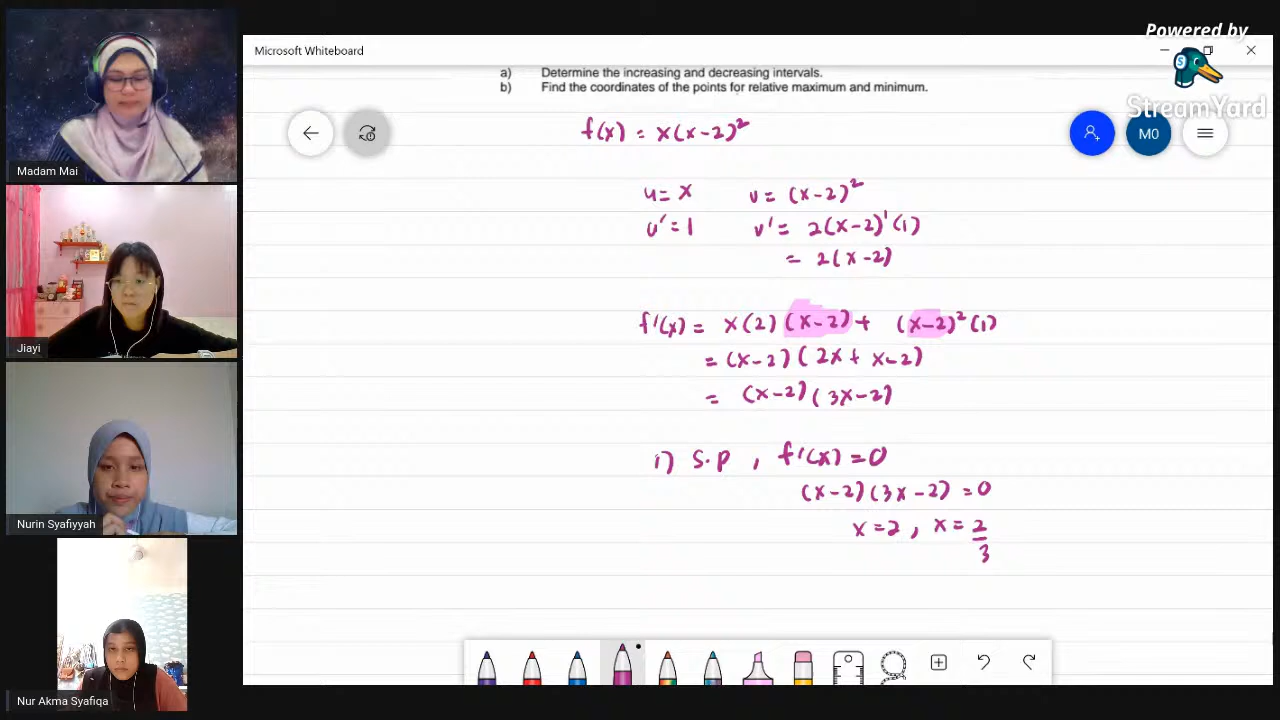 Powered by
StreamYard
Microsoft Whiteboard
a) Determine the increasing and decreasing intervals.
b) Find the coordinates of the points for relative maximum and minimum.
M0
f(x) = x(x-2)²
u = x v = (x-2)²
u' = 1 v' = 2(x-2)¹(1)
= 2(x-2)
f'(x) = x(2)(x-2) + (x-2)²(1)
= (x-2)(2x + x-2)
= (x-2)(3x-2)
i) S.P , f'(x) = 0
(x-2)(3x-2) = 0
x = 2 , x = 2/3
Madam Mai
Jiayi
Nurin Syafiyyah
Nur Akma Syafiqa